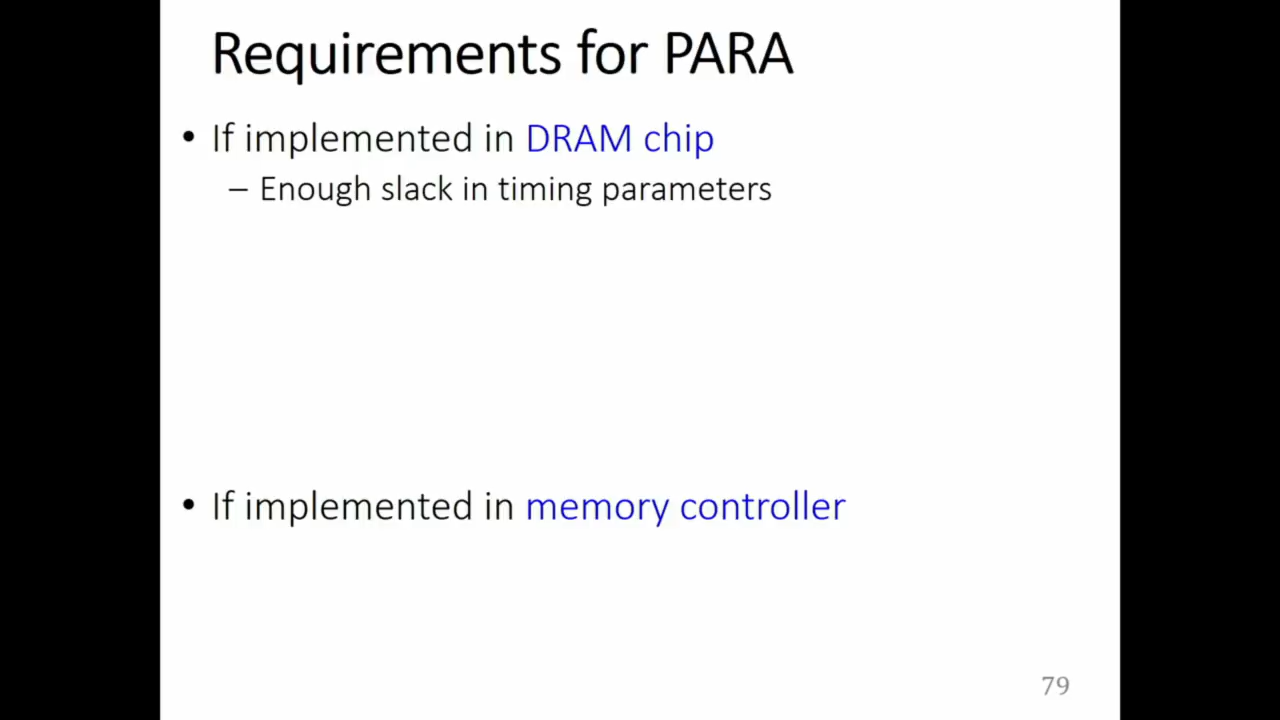 Requirements for PARA
• If implemented in DRAM chip
– Enough slack in timing parameters
• If implemented in memory controller
79